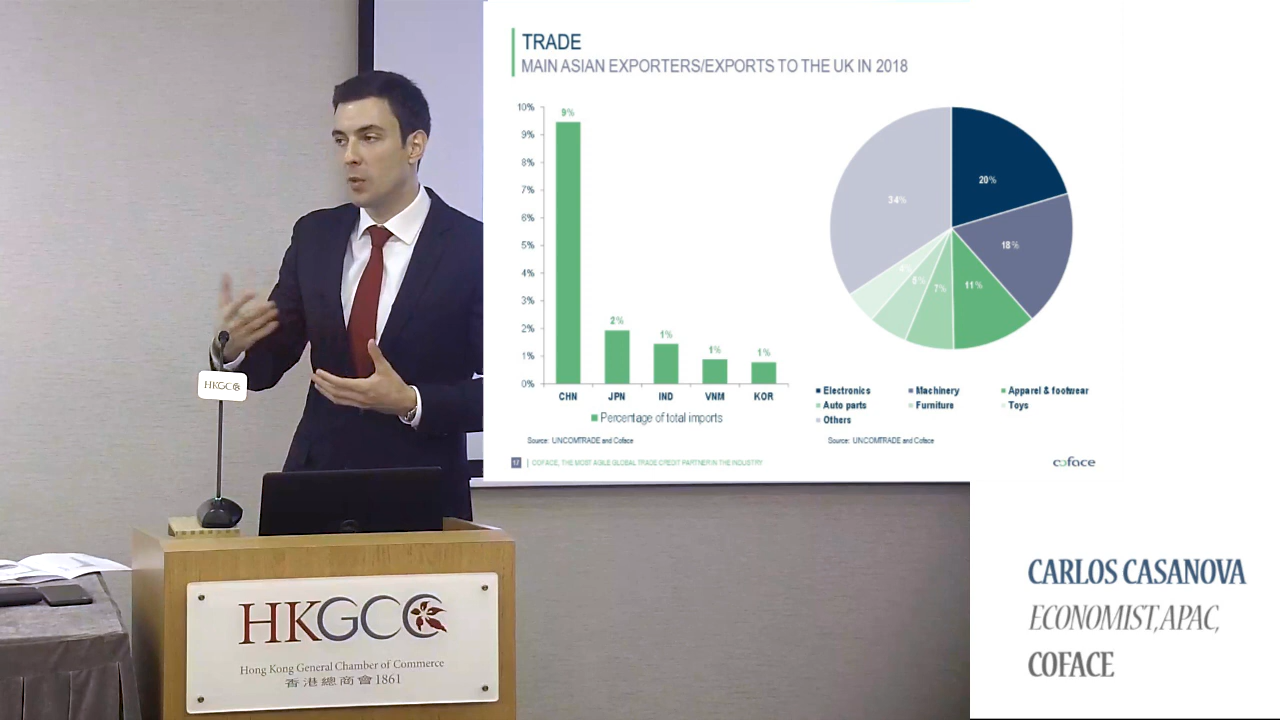 TRADE
MAIN ASIAN EXPORTERS/EXPORTS TO THE UK IN 2018
10%
9%
8%
7%
6%
5%
4%
3%
2%
1%
0%
9%
2%
1%
1%
1%
CHN JPN IND VNM KOR
Percentage of total imports
Source: UNCOMTRADE and Coface
20%
18%
11%
7%
5%
4%
34%
Electronics Machinery Apparel & footwear
Auto parts Furniture Toys
Others
Source: UNCOMTRADE and Coface
17 COFACE, THE MOST AGILE GLOBAL TRADE CREDIT PARTNER IN THE INDUSTRY
coface
HKGCC
HKGCC
Hong Kong General Chamber of Commerce
香港總商會1861
CARLOS CASANOVA
ECONOMIST, APAC,
COFACE